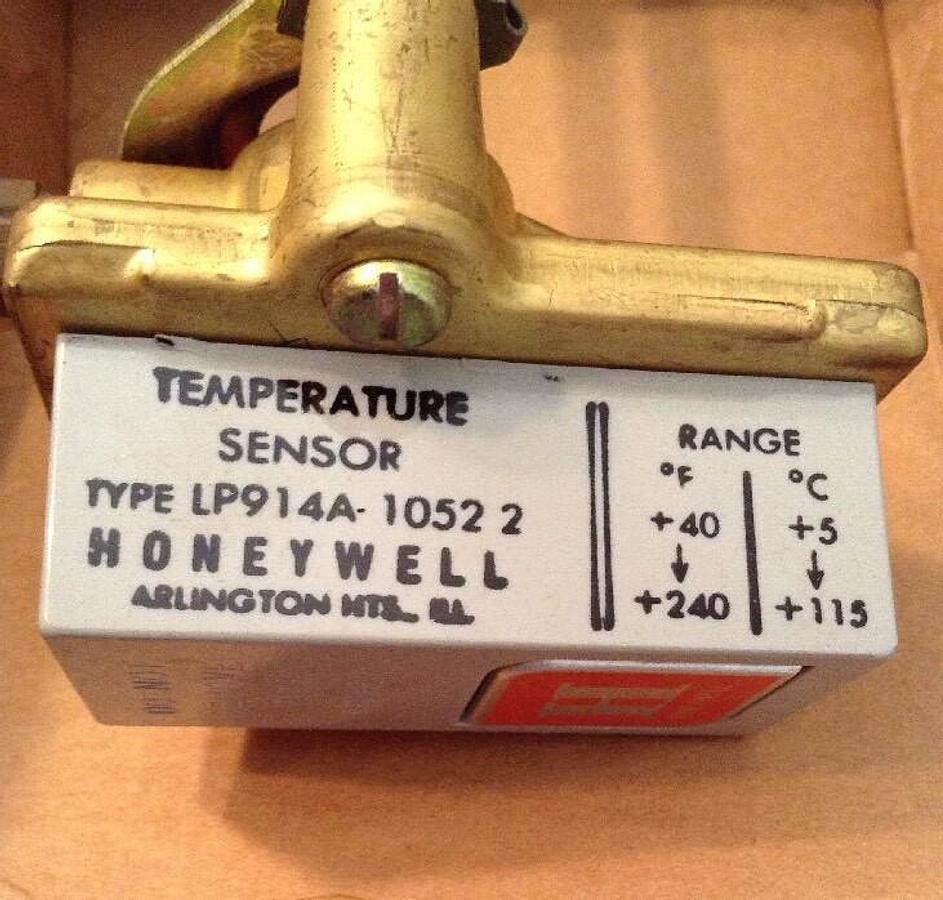 TEMPERATURE
SENSOR
TYPE LP914A-1052 2
HONEYWELL
ARLINGTON HTS., ILL.
RANGE
°F °C
+40 +5
↓ ↓
+240 +115
H